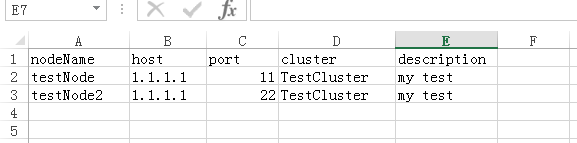 E7 fx
A B C D E F
1 nodeName host port cluster description
2 testNode 1.1.1.1 11 TestCluster my test
3 testNode2 1.1.1.1 22 TestCluster my test
4
5